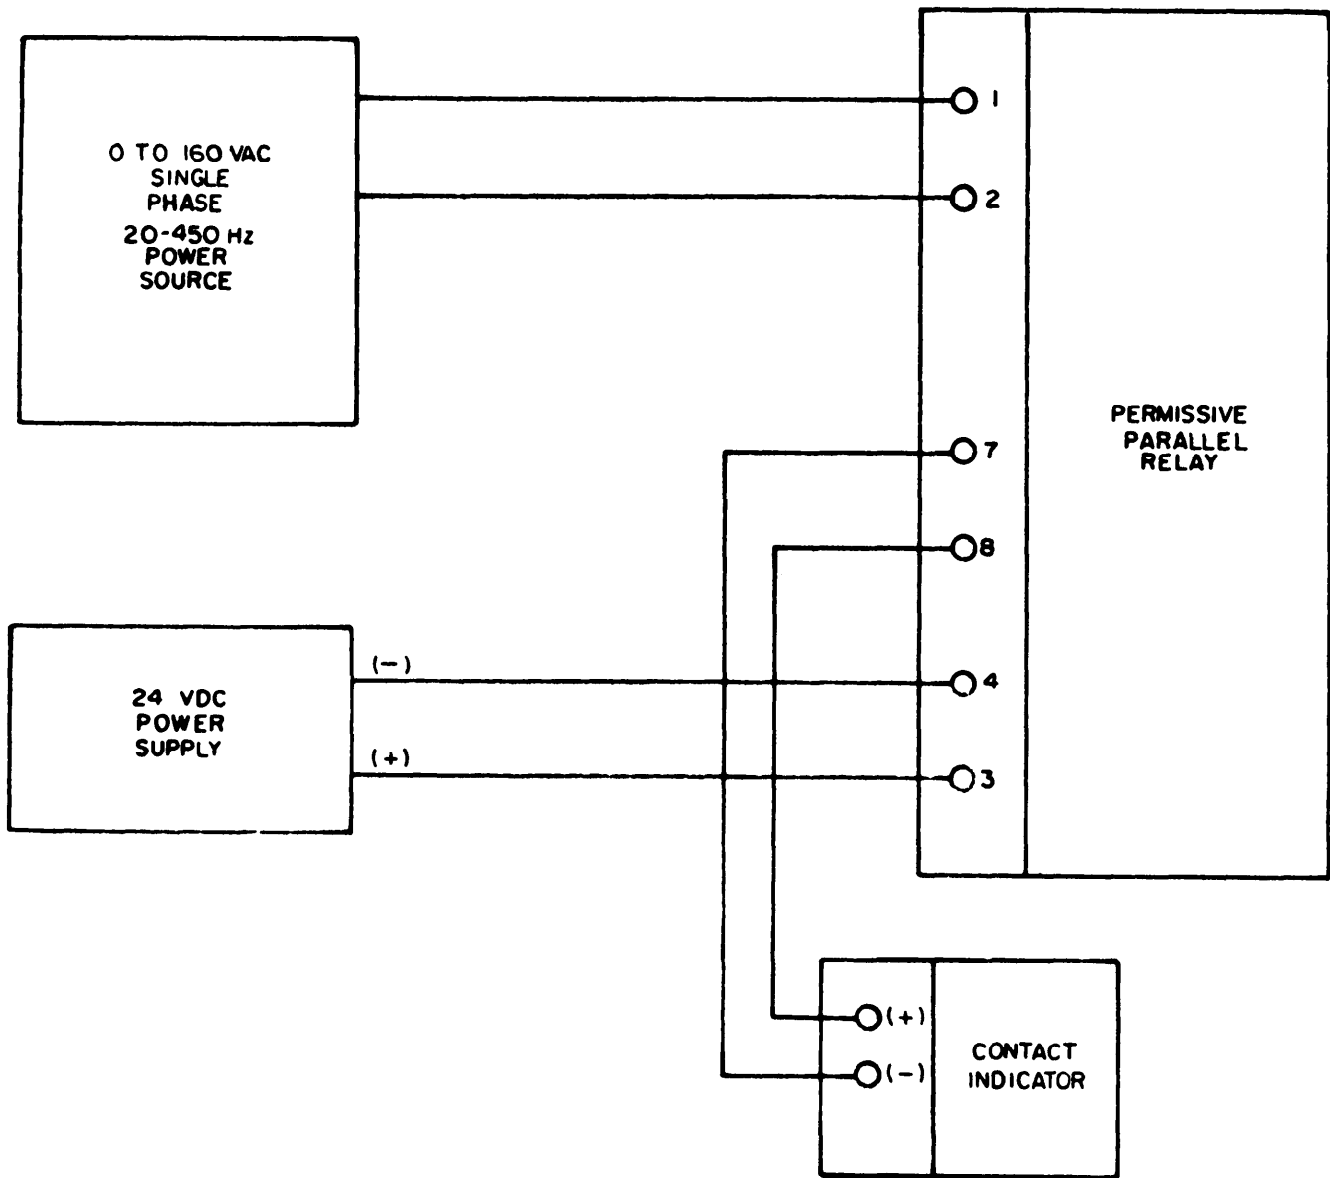 0 TO 160 VAC
SINGLE
PHASE
20-450 Hz
POWER
SOURCE
1
2
7
8
4
3
PERMISSIVE
PARALLEL
RELAY
24 VDC
POWER
SUPPLY
(-)
(+)
(+)
(-)
CONTACT
INDICATOR